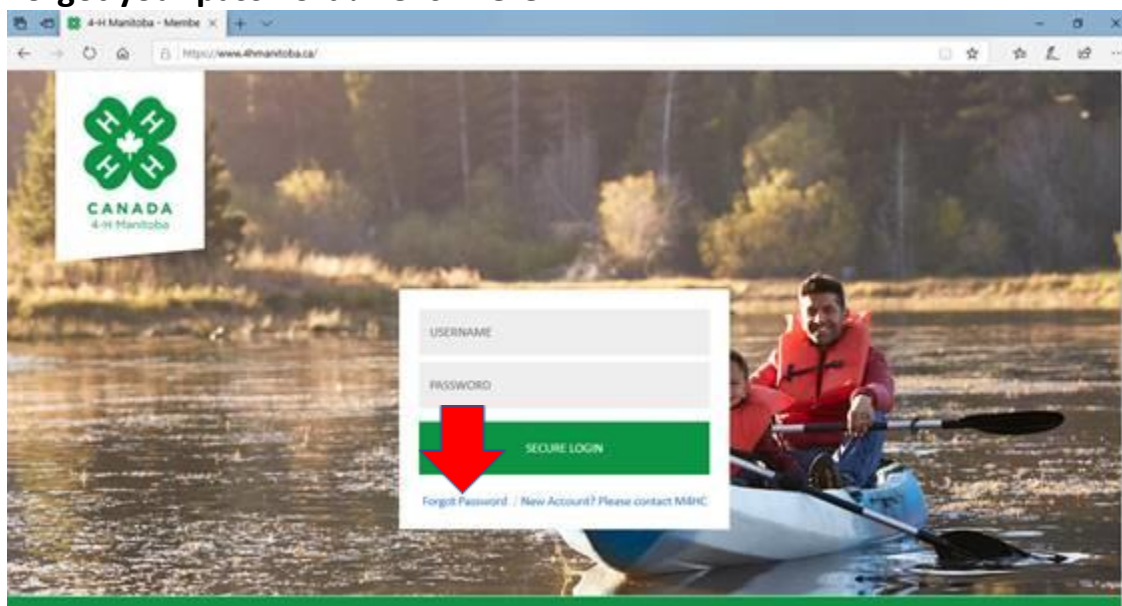 4-H Manitoba - Membe
https://www.4hmanitoba.ca/
H H
H H
CANADA
4-H Manitoba
USERNAME
PASSWORD
SECURE LOGIN
Forgot Password / New Account? Please contact M4HC